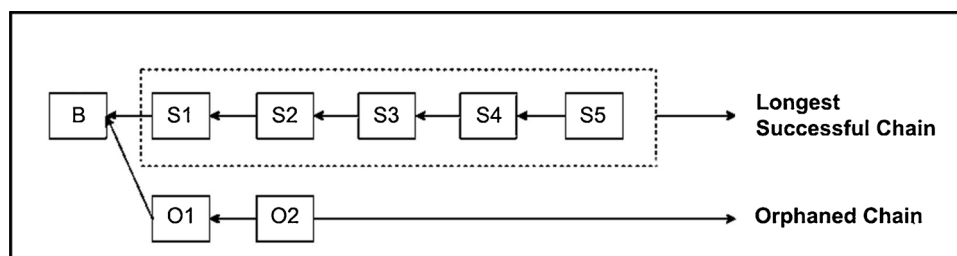 B S1 S2 S3 S4 S5 Longest
Successful Chain
O1 O2 Orphaned Chain